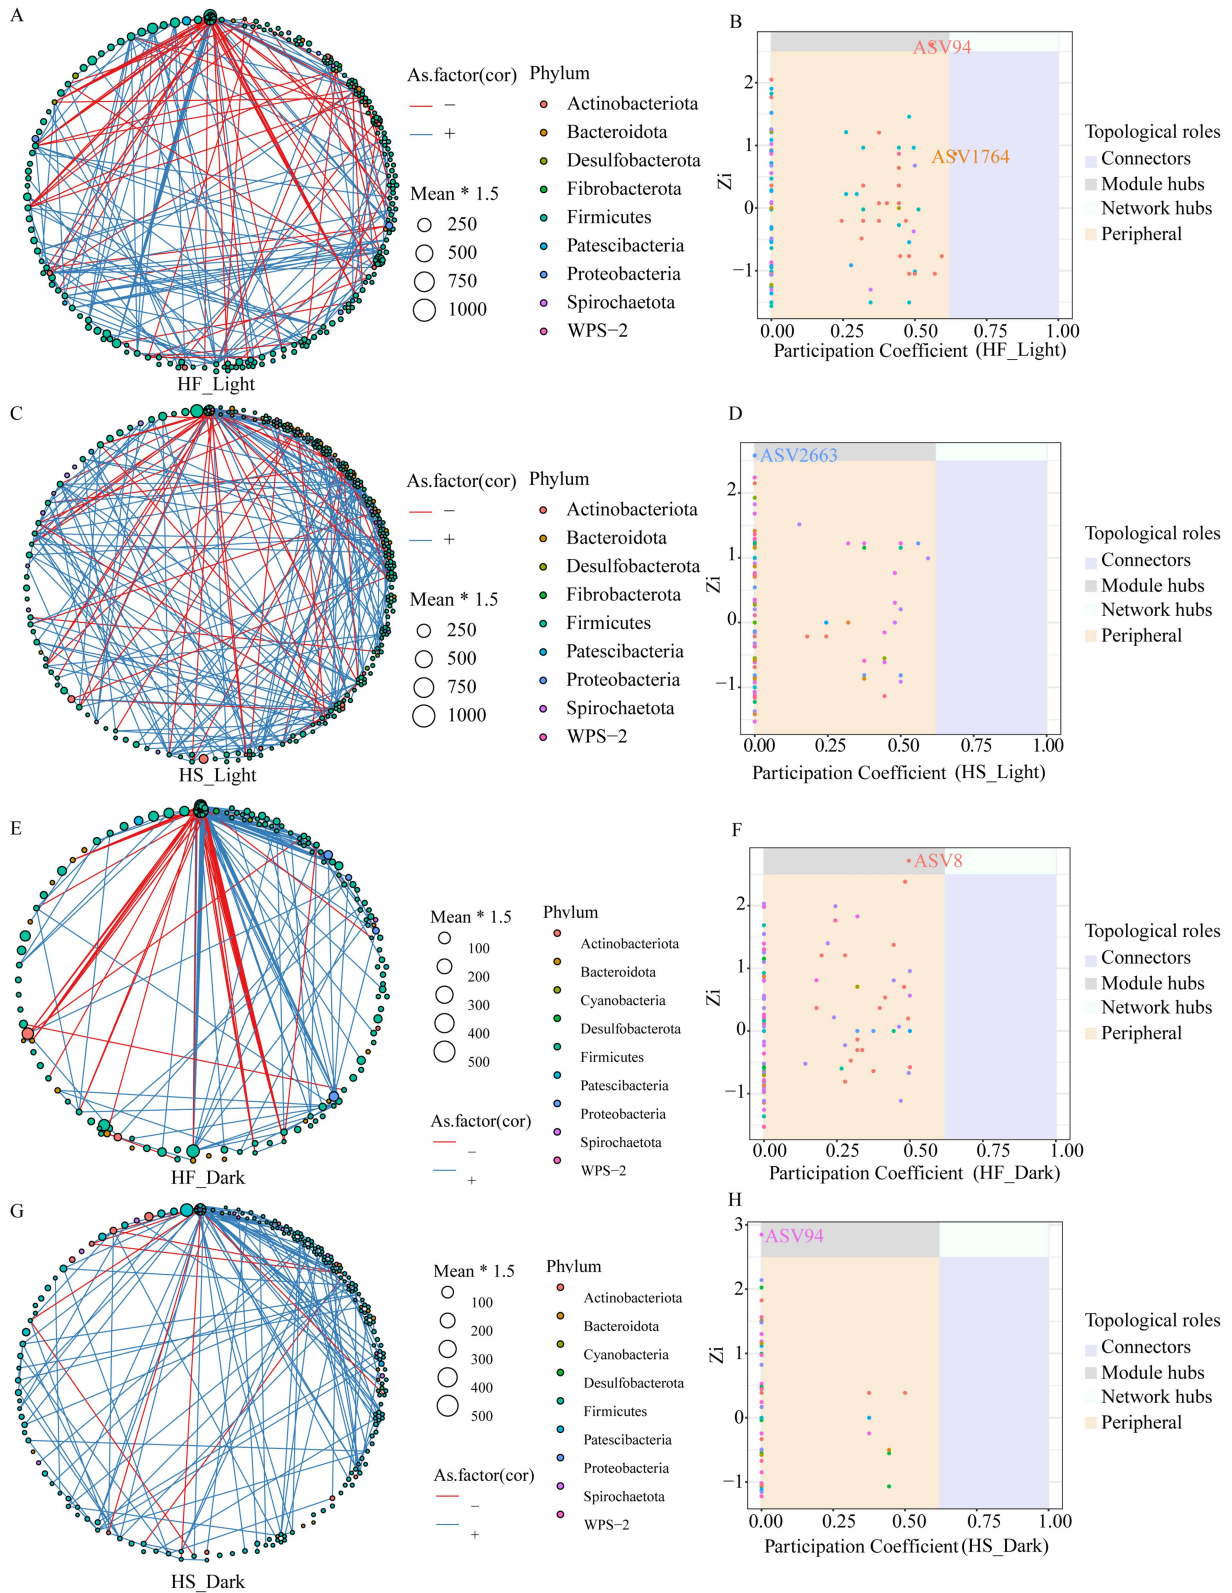 A
As.factor(cor)
−
+
Mean * 1.5
250
500
750
1000
Phylum
Actinobacteriota
Bacteroidota
Desulfobacterota
Fibrobacterota
Firmicutes
Patescibacteria
Proteobacteria
Spirochaetota
WPS−2
HF_Light
B
ASV94
ASV1764
Zi
2
1
0
−1
0.00
0.25
0.50
0.75
1.00
Participation Coefficient (HF_Light)
Topological roles
Connectors
Module hubs
Network hubs
Peripheral
C
As.factor(cor)
−
+
Mean * 1.5
250
500
750
1000
Phylum
Actinobacteriota
Bacteroidota
Desulfobacterota
Fibrobacterota
Firmicutes
Patescibacteria
Proteobacteria
Spirochaetota
WPS−2
HS_Light
D
ASV2663
Zi
2
1
0
−1
0.00
0.25
0.50
0.75
1.00
Participation Coefficient (HS_Light)
Topological roles
Connectors
Module hubs
Network hubs
Peripheral
E
Mean * 1.5
100
200
300
400
500
As.factor(cor)
−
+
Phylum
Actinobacteriota
Bacteroidota
Cyanobacteria
Desulfobacterota
Firmicutes
Patescibacteria
Proteobacteria
Spirochaetota
WPS−2
HF_Dark
F
ASV8
Zi
2
1
0
−1
0.00
0.25
0.50
0.75
1.00
Participation Coefficient (HF_Dark)
Topological roles
Connectors
Module hubs
Network hubs
Peripheral
G
Mean * 1.5
100
200
300
400
500
As.factor(cor)
−
+
Phylum
Actinobacteriota
Bacteroidota
Cyanobacteria
Desulfobacterota
Firmicutes
Patescibacteria
Proteobacteria
Spirochaetota
WPS−2
HS_Dark
H
ASV94
Zi
3
2
1
0
−1
0.00
0.25
0.50
0.75
1.00
Participation Coefficient (HS_Dark)
Topological roles
Connectors
Module hubs
Network hubs
Peripheral